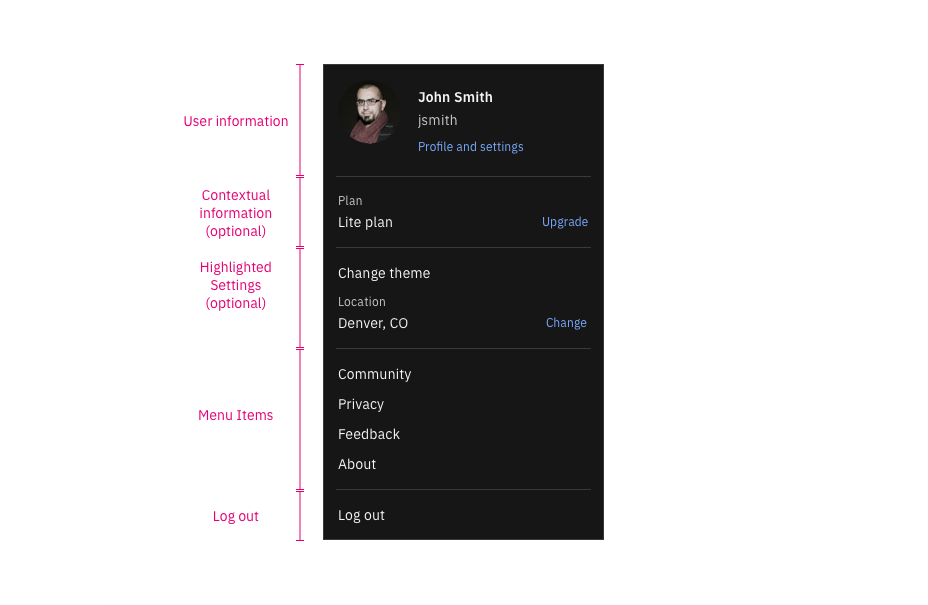 User information
John Smith
jsmith
Profile and settings
Contextual
information
(optional)
Plan
Lite plan
Upgrade
Highlighted
Settings
(optional)
Change theme
Location
Denver, CO
Change
Menu Items
Community
Privacy
Feedback
About
Log out
Log out